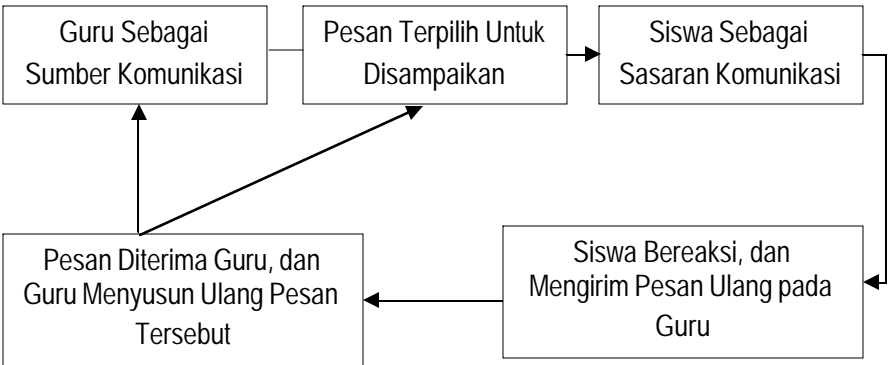 Guru Sebagai
Sumber Komunikasi
Pesan Terpilih Untuk
Disampaikan
Siswa Sebagai
Sasaran Komunikasi
Pesan Diterima Guru, dan
Guru Menyusun Ulang Pesan
Tersebut
Siswa Bereaksi, dan
Mengirim Pesan Ulang pada
Guru